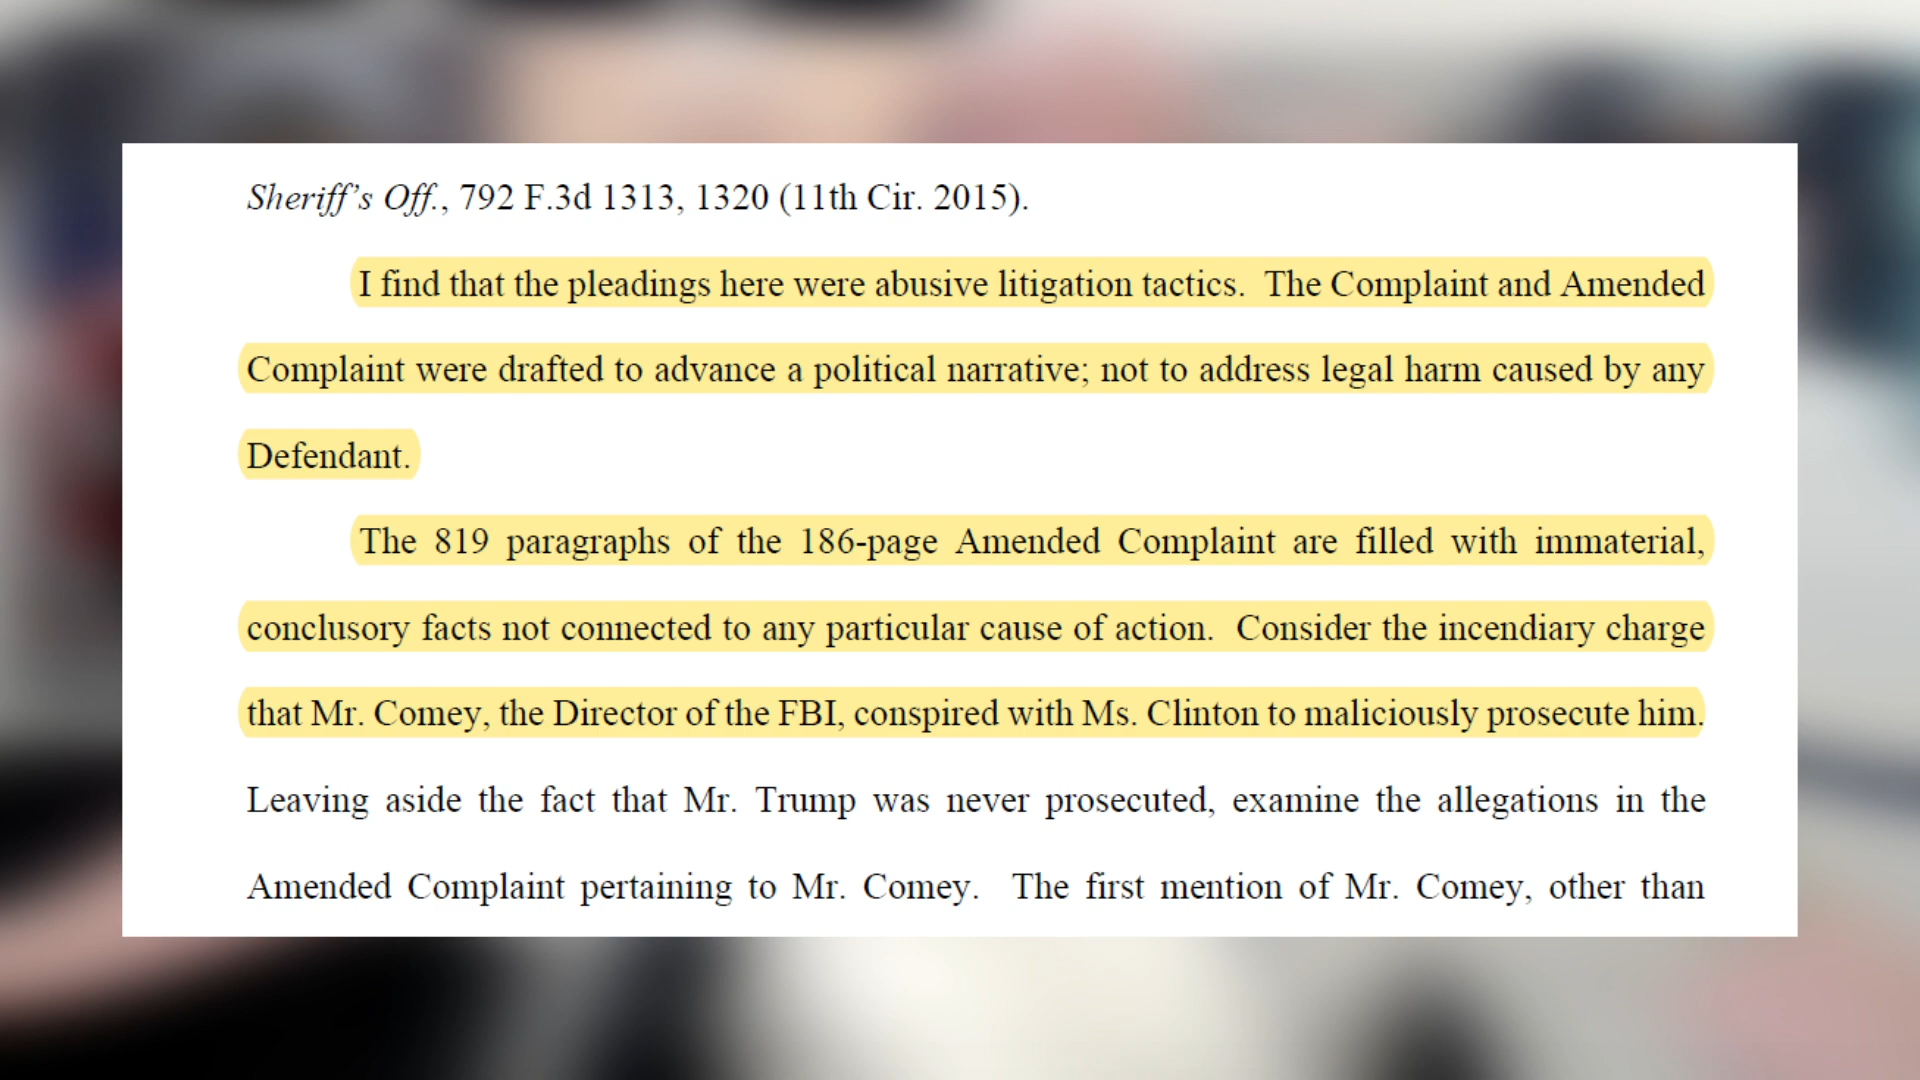 Sheriff's Off., 792 F.3d 1313, 1320 (11th Cir. 2015).
I find that the pleadings here were abusive litigation tactics. The Complaint and Amended
Complaint were drafted to advance a political narrative; not to address legal harm caused by any
Defendant.
The 819 paragraphs of the 186-page Amended Complaint are filled with immaterial,
conclusory facts not connected to any particular cause of action. Consider the incendiary charge
that Mr. Comey, the Director of the FBI, conspired with Ms. Clinton to maliciously prosecute him.
Leaving aside the fact that Mr. Trump was never prosecuted, examine the allegations in the
Amended Complaint pertaining to Mr. Comey. The first mention of Mr. Comey, other than